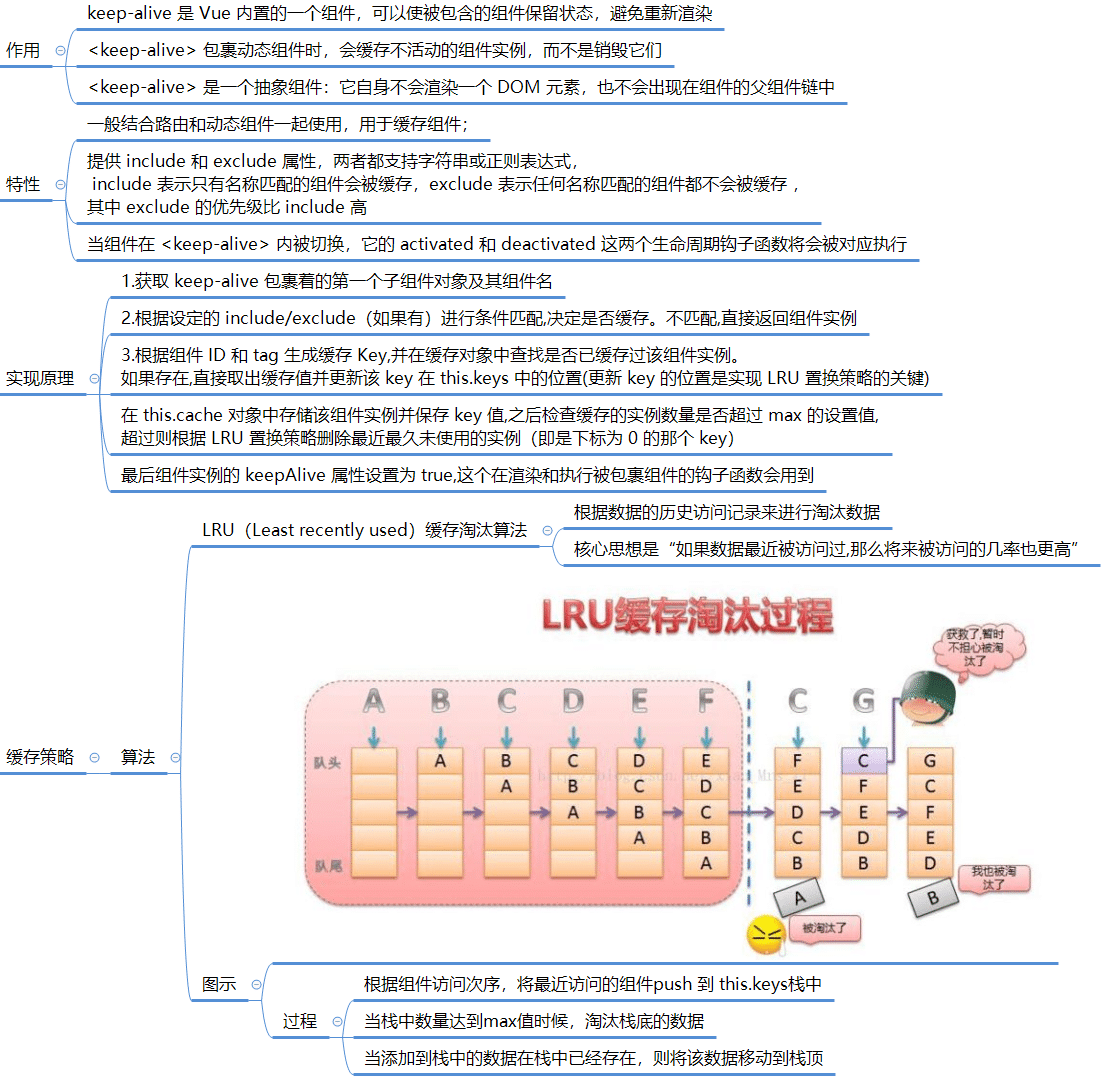 作用
keep-alive 是 Vue 内置的一个组件，可以使被包含的组件保留状态，避免重新渲染
<keep-alive> 包裹动态组件时，会缓存不活动的组件实例，而不是销毁它们
<keep-alive> 是一个抽象组件：它自身不会渲染一个 DOM 元素，也不会出现在组件的父组件链中
特性
一般结合路由和动态组件一起使用，用于缓存组件；
提供 include 和 exclude 属性，两者都支持字符串或正则表达式，
include 表示只有名称匹配的组件会被缓存，exclude 表示任何名称匹配的组件都不会被缓存 ，
其中 exclude 的优先级比 include 高
当组件在 <keep-alive> 内被切换，它的 activated 和 deactivated 这两个生命周期钩子函数将会被对应执行
实现原理
1.获取 keep-alive 包裹着的第一个子组件对象及其组件名
2.根据设定的 include/exclude（如果有）进行条件匹配,决定是否缓存。不匹配,直接返回组件实例
3.根据组件 ID 和 tag 生成缓存 Key,并在缓存对象中查找是否已缓存过该组件实例。
如果存在,直接取出缓存值并更新该 key 在 this.keys 中的位置(更新 key 的位置是实现 LRU 置换策略的关键)
在 this.cache 对象中存储该组件实例并保存 key 值,之后检查缓存的实例数量是否超过 max 的设置值,
超过则根据 LRU 置换策略删除最近最久未使用的实例（即是下标为 0 的那个 key）
最后组件实例的 keepAlive 属性设置为 true,这个在渲染和执行被包裹组件的钩子函数会用到
缓存策略
算法
LRU（Least recently used）缓存淘汰算法
根据数据的历史访问记录来进行淘汰数据
核心思想是“如果数据最近被访问过,那么将来被访问的几率也更高”
LRU缓存淘汰过程
获救了,暂时
不担心被淘
汰了
A B C D E F C G
队头 A B C D E F C G
A B C D E F C
A B C D E F
A B C D E
队尾 A B B D
A B
我也被淘
汰了
被淘汰了
图示
过程
根据组件访问次序，将最近访问的组件push 到 this.keys栈中
当栈中数量达到max值时候，淘汰栈底的数据
当添加到栈中的数据在栈中已经存在，则将该数据移动到栈顶